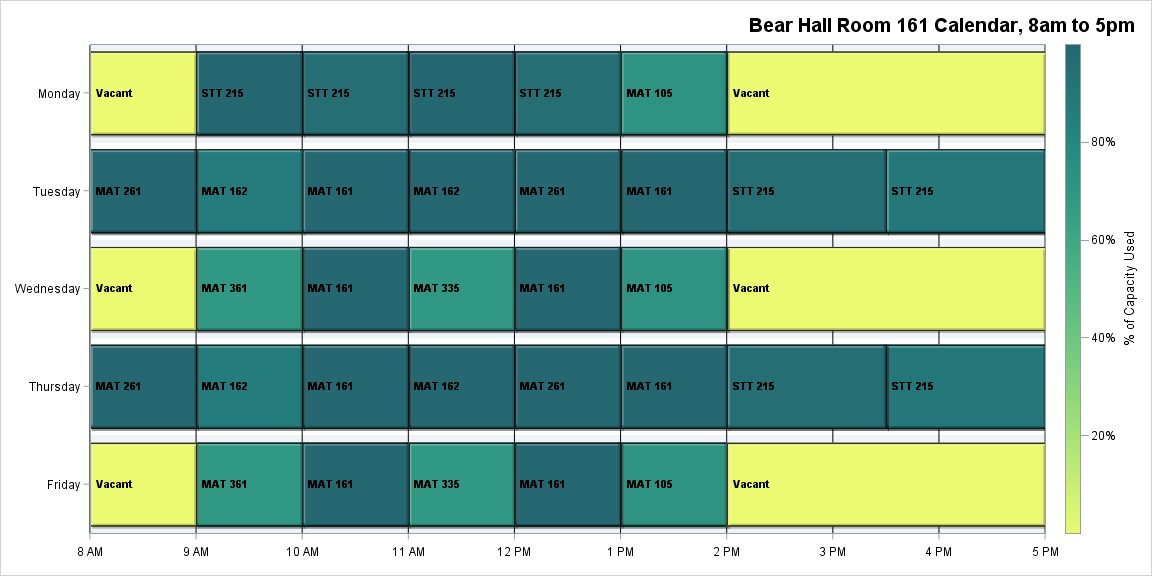 Bear Hall Room 161 Calendar, 8am to 5pm
Monday
Vacant
STT 215
STT 215
STT 215
STT 215
MAT 105
Vacant
Tuesday
MAT 261
MAT 162
MAT 161
MAT 162
MAT 261
MAT 161
STT 215
STT 215
Wednesday
Vacant
MAT 361
MAT 161
MAT 335
MAT 161
MAT 105
Vacant
Thursday
MAT 261
MAT 162
MAT 161
MAT 162
MAT 261
MAT 161
STT 215
STT 215
Friday
Vacant
MAT 361
MAT 161
MAT 335
MAT 161
MAT 105
Vacant
8 AM
9 AM
10 AM
11 AM
12 PM
1 PM
2 PM
3 PM
4 PM
5 PM
80%
60%
40%
20%
% of Capacity Used